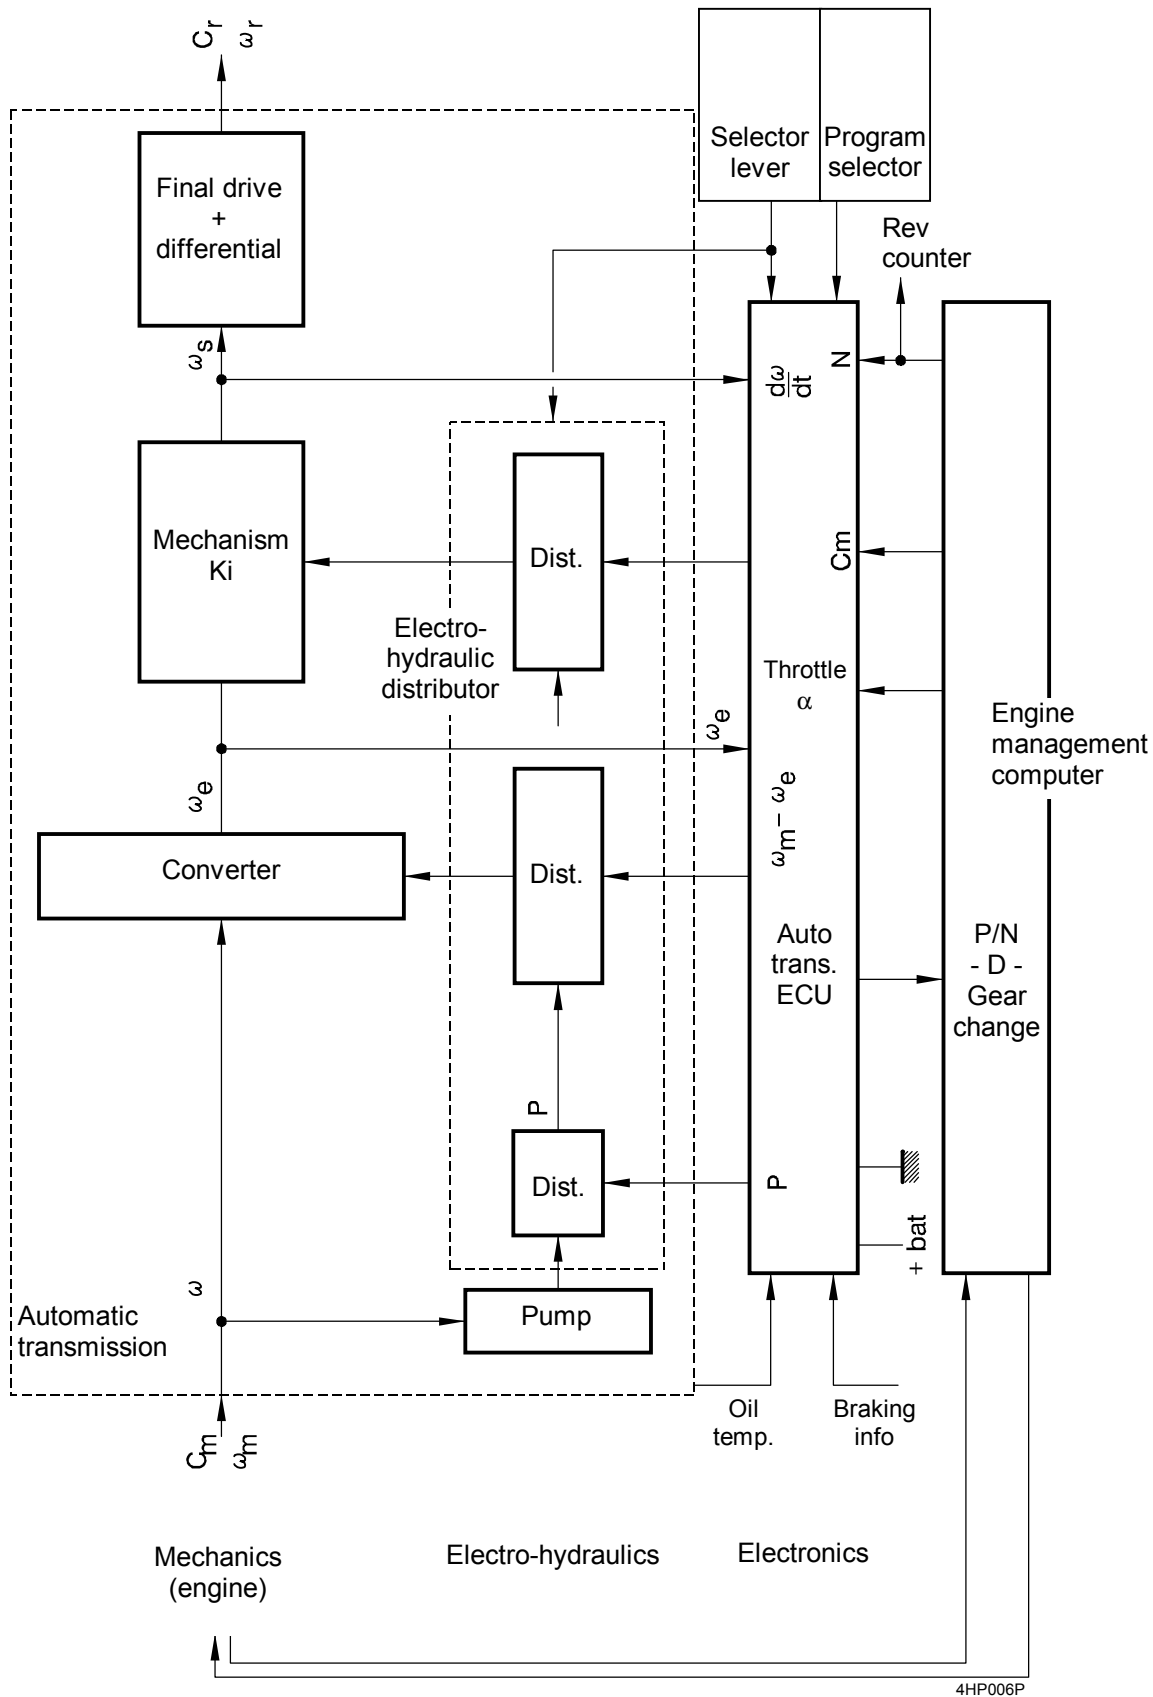 Cr ωr
Selector
lever
Program
selector
Final drive
+
differential
Rev
counter
ωs
dω
dt
N
Mechanism
Ki
Dist.
Cm
Electro-
hydraulic
distributor
Throttle
α
ωe
Engine
management
computer
ωe
ωm– ωe
Converter
Dist.
Auto
trans.
ECU
P/N
- D -
Gear
change
P
Dist.
P
+ bat
ω
Automatic
transmission
Pump
Oil
temp.
Braking
info
Cm
ωm
Mechanics
(engine)
Electro-hydraulics
Electronics
4HP006P